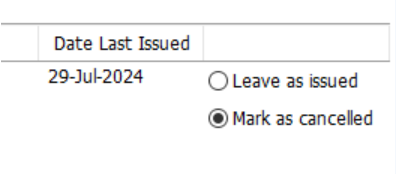 Date Last Issued
29-Jul-2024
Leave as issued
Mark as cancelled